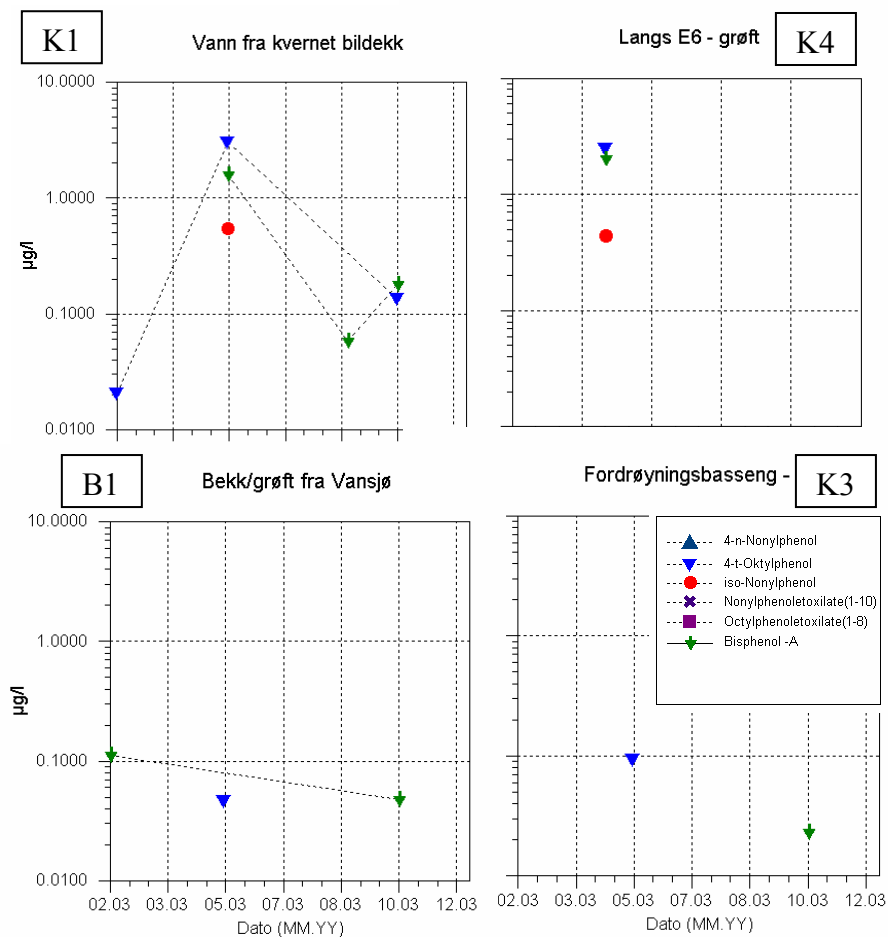 K1
Vann fra kvernet bildekk
10.0000
1.0000
0.1000
0.0100
µg/l
Langs E6 - grøft
K4
B1
Bekk/grøft fra Vansjø
10.0000
1.0000
0.1000
0.0100
µg/l
02.03 03.03 05.03 07.03 08.03 10.03 12.03
Dato (MM.YY)
Fordrøyningsbasseng -
K3
4-n-Nonylphenol
4-t-Oktylphenol
iso-Nonylphenol
Nonylphenoletoxilate(1-10)
Octylphenoletoxilate(1-8)
Bisphenol -A
02.03 03.03 05.03 07.03 08.03 10.03 12.03
Dato (MM.YY)